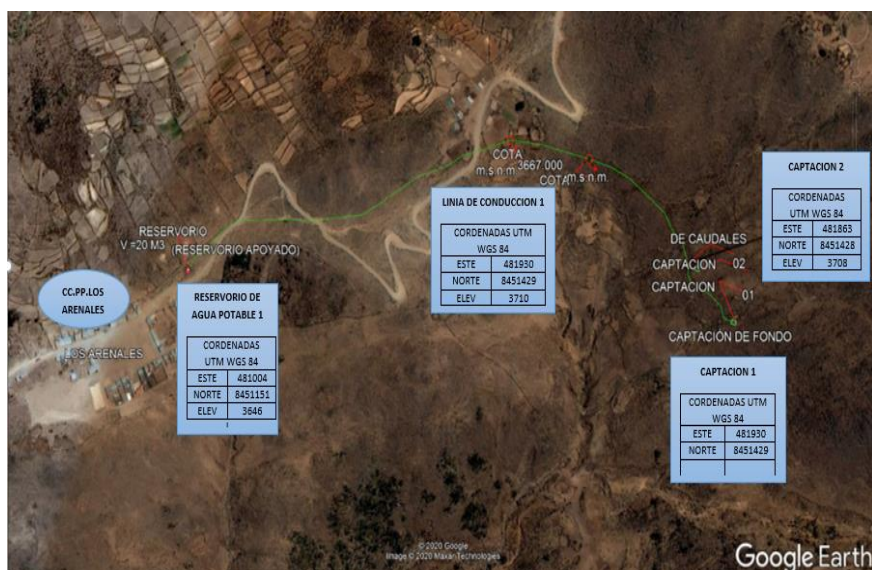 COTA 3667.000
m.s.n.m.
COTA m.s.n.m.
CAPTACION 2
CORDENADAS
UTM WGS 84
ESTE 481863
NORTE 8451428
ELEV 3708
LINIA DE CONDUCCION 1
CORDENADAS UTM
WGS 84
ESTE 481930
NORTE 8451429
ELEV 3710
RESERVORIO
V =20 M3 (RESERVORIO APOYADO)
DE CAUDALES
CAPTACION 02
CAPTACION 01
CAPTACIÓN DE FONDO
CC.PP.LOS
ARENALES
LOS ARENALES
RESERVORIO DE
AGUA POTABLE 1
CORDENADAS
UTM WGS 84
ESTE 481004
NORTE 8451151
ELEV 3646
CAPTACION 1
CORDENADAS UTM
WGS 84
ESTE 481930
NORTE 8451429
© 2020 Google
Image © 2020 Maxar Technologies
Google Earth